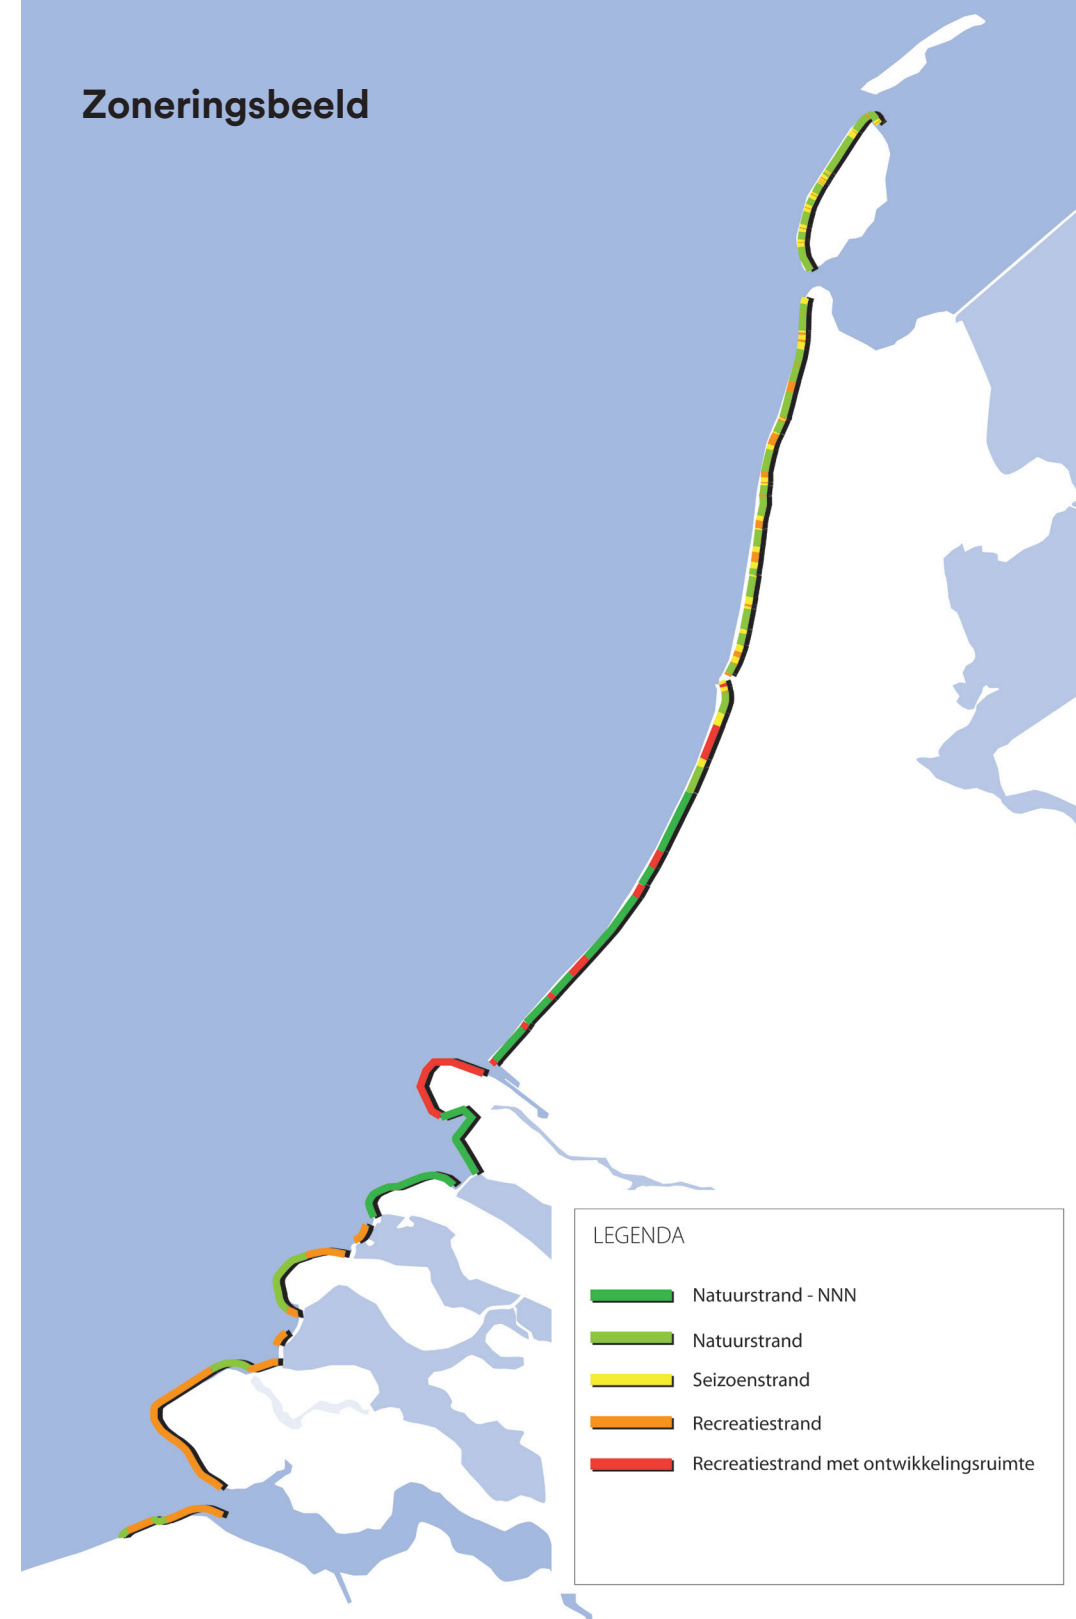 Zoneringsbeeld
LEGENDA
Natuurstrand - NNN
Natuurstrand
Seizoenstrand
Recreatiestrand
Recreatiestrand met ontwikkelingsruimte